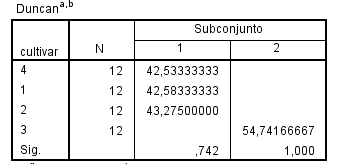 Duncan a,b
Subconjunto
cultivar N 1 2
4 12 42,53333333
1 12 42,58333333
2 12 43,27500000
3 12 54,74166667
Sig. ,742 1,000